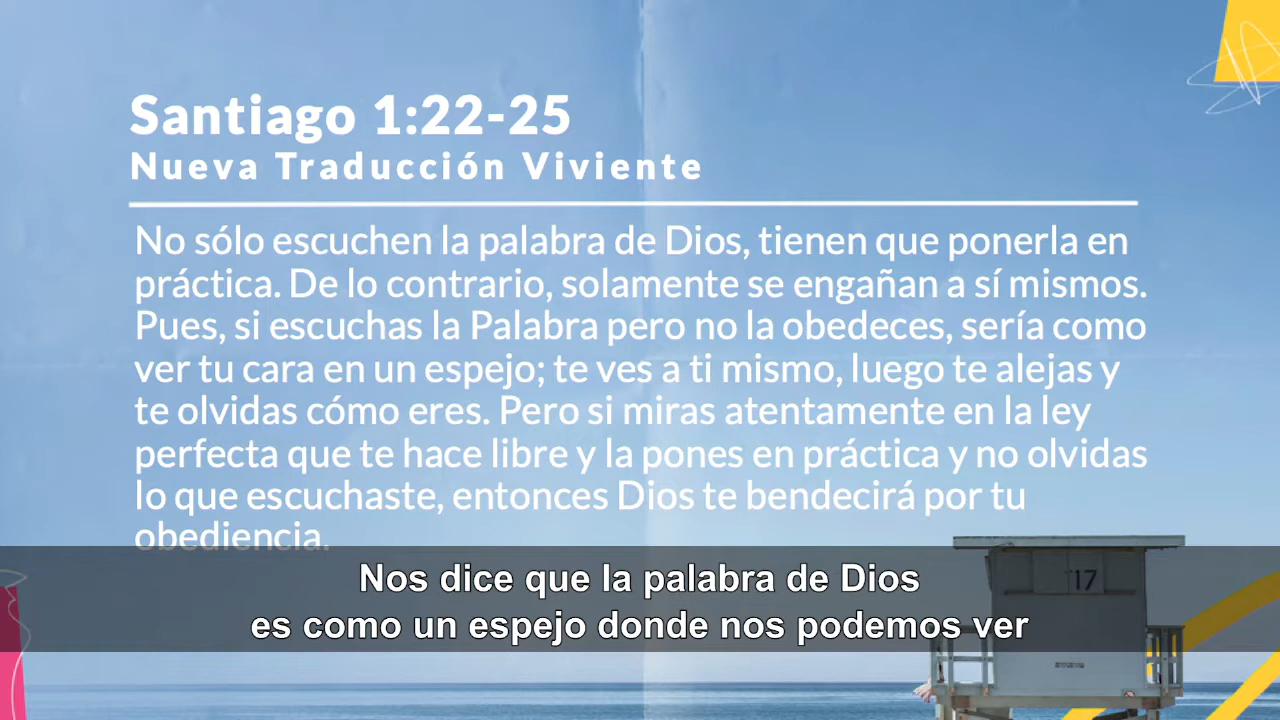 Santiago 1:22-25
Nueva Traducción Viviente
No sólo escuchen la palabra de Dios, tienen que ponerla en
práctica. De lo contrario, solamente se engañan a sí mismos.
Pues, si escuchas la Palabra pero no la obedeces, sería como
ver tu cara en un espejo; te ves a ti mismo, luego te alejas y
te olvidas cómo eres. Pero si miras atentamente en la ley
perfecta que te hace libre y la pones en práctica y no olvidas
lo que escuchaste, entonces Dios te bendecirá por tu
obediencia.
17
Nos dice que la palabra de Dios
es como un espejo donde nos podemos ver